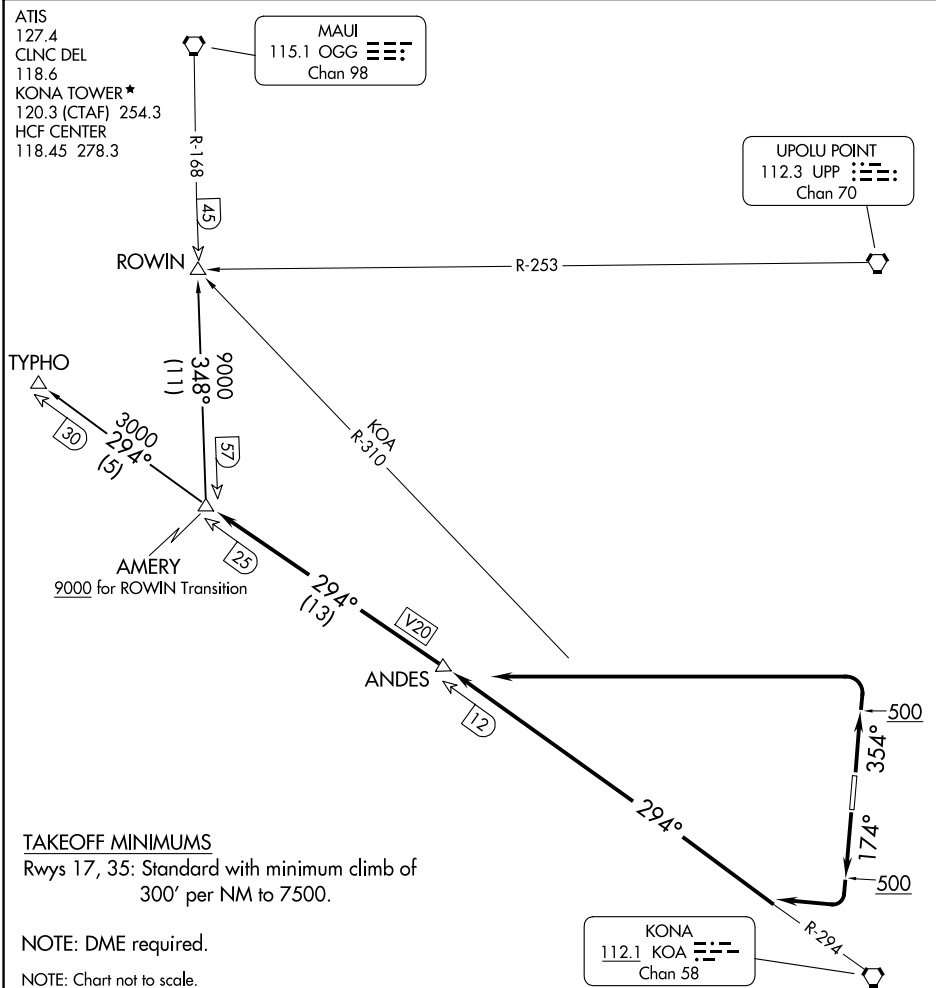 ATIS
127.4
CLNC DEL
118.6
KONA TOWER★
120.3 (CTAF) 254.3
HCF CENTER
118.45 278.3
MAUI
115.1 OGG
Chan 98
R-168
45
UPOLU POINT
112.3 UPP
Chan 70
ROWIN
R-253
TYPHO
30
3000
294°
(5)
9000
348°
(11)
57
KOA
R-310
AMERY
9000 for ROWIN Transition
25
294°
(13)
V20
ANDES
12
500
354°
294°
174°
500
R-294
TAKEOFF MINIMUMS
Rwys 17, 35: Standard with minimum climb of
300' per NM to 7500.
NOTE: DME required.
NOTE: Chart not to scale.
KONA
112.1 KOA
Chan 58